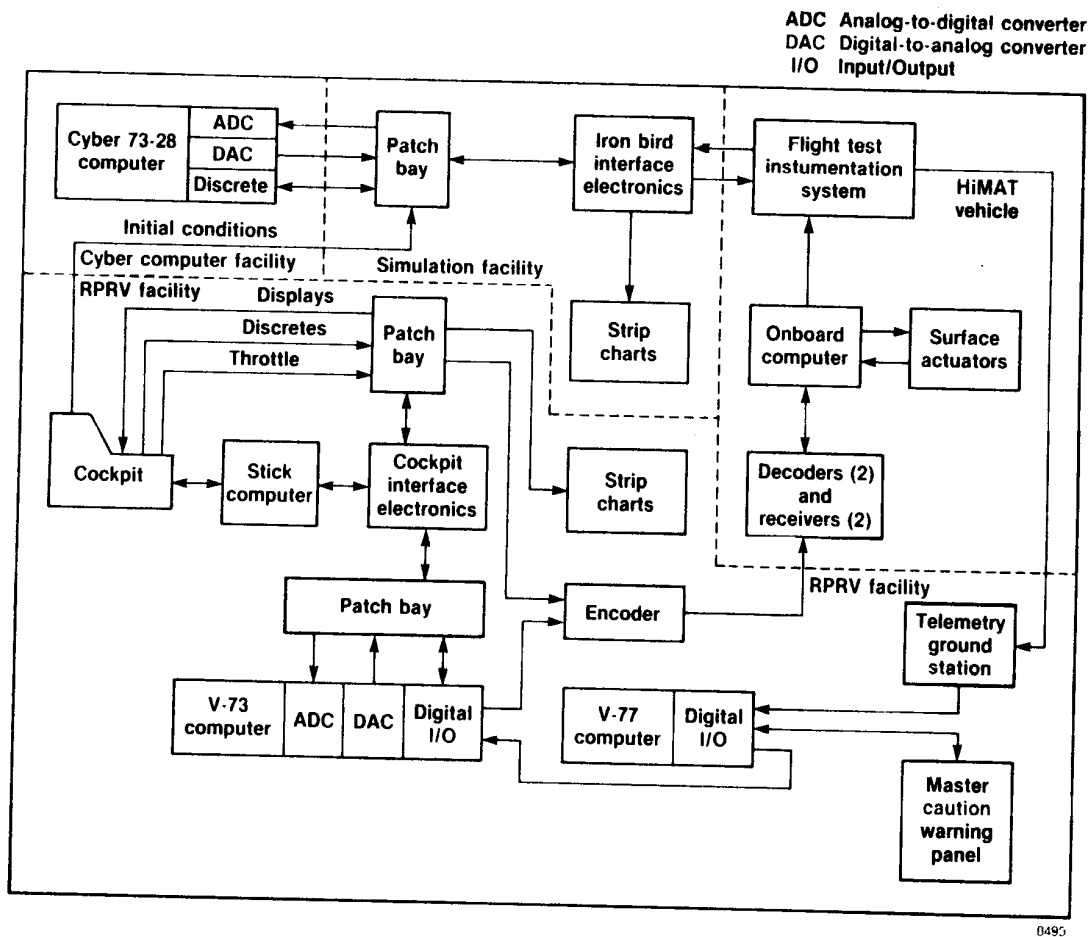 ADC Analog-to-digital converter
DAC Digital-to-analog converter
I/O Input/Output
Cyber 73-28
computer
ADC
DAC
Discrete
Patch
bay
Iron bird
interface
electronics
Flight test
instumentation
system
HiMAT
vehicle
Initial conditions
Cyber computer facility
Simulation facility
RPRV facility
Displays
Discretes
Throttle
Patch
bay
Strip
charts
Onboard
computer
Surface
actuators
Cockpit
Stick
computer
Cockpit
interface
electronics
Strip
charts
Decoders (2)
and
receivers (2)
RPRV facility
Patch bay
Encoder
Telemetry
ground
station
V-73
computer
ADC
DAC
Digital
I/O
V-77
computer
Digital
I/O
Master
caution
warning
panel